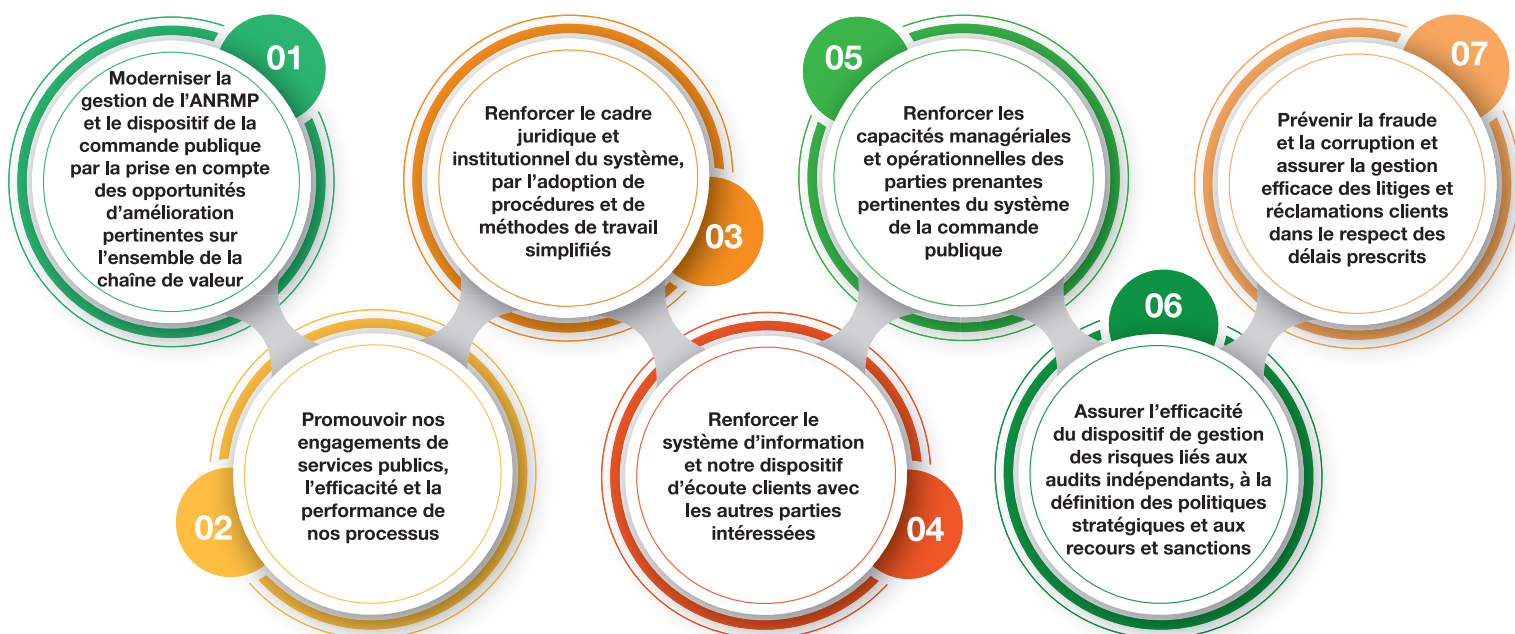 01
Moderniser la
gestion de l'ANRMP
et le dispositif de la
commande publique
par la prise en compte
des opportunités
d'amélioration
pertinentes sur
l'ensemble de la
chaîne de valeur
02
Promouvoir nos
engagements de
services publics,
l'efficacité et la
performance de
nos processus
03
Renforcer le cadre
juridique et
institutionnel du système,
par l'adoption de
procédures et de
méthodes de travail
simplifiés
04
Renforcer le
système d'information
et notre dispositif
d'écoute clients avec
les autres parties
intéressées
05
Renforcer les
capacités managériales
et opérationnelles des
parties prenantes
pertinentes du système
de la commande
publique
06
Assurer l'efficacité
du dispositif de gestion
des risques liés aux
audits indépendants, à la
définition des politiques
stratégiques et aux
recours et sanctions
07
Prévenir la fraude
et la corruption et
assurer la gestion
efficace des litiges et
réclamations clients
dans le respect des
délais prescrits